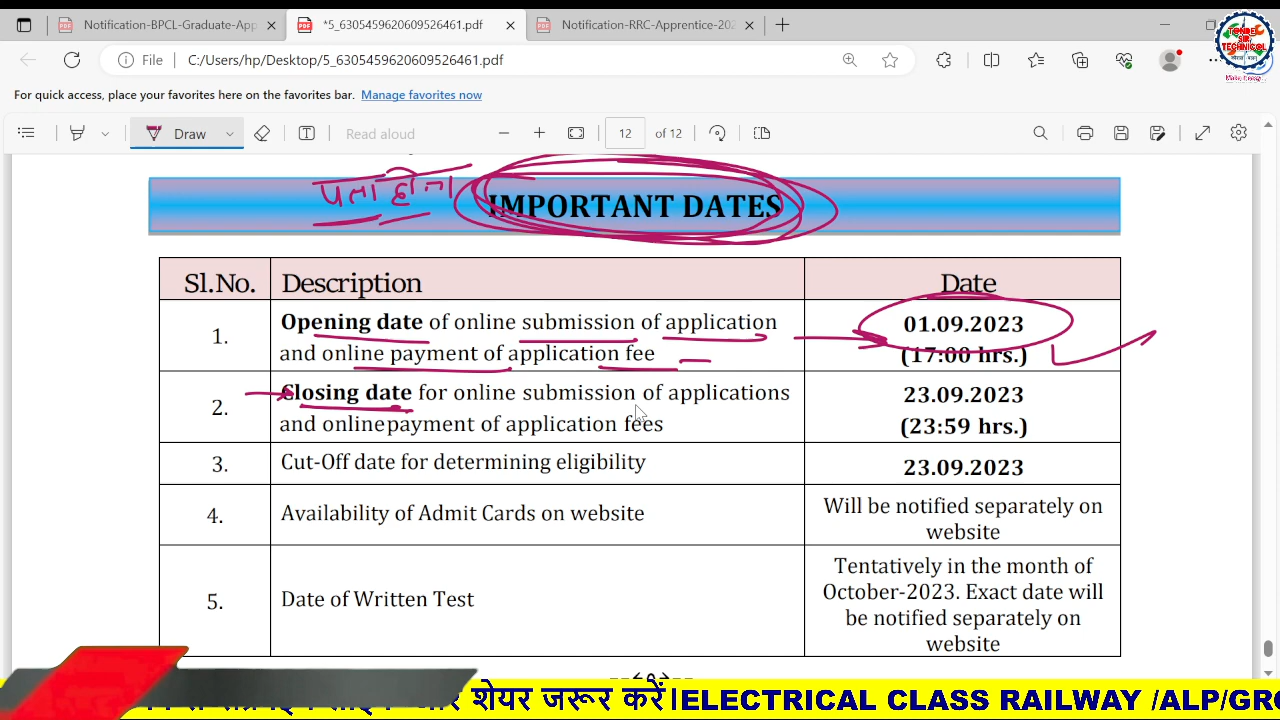 Notification-BPCL-Graduate-App
*5_6305459620609526461.pdf
Notification-RRC-Apprentice-202
File
C:/Users/hp/Desktop/5_6305459620609526461.pdf
TONDE SIR TECHNICAL
For quick access, place your favorites here on the favorites bar. Manage favorites now
Draw
Read aloud
12 of 12
पता होना
IMPORTANT DATES
Sl.No. Description Date
1. Opening date of online submission of application and online payment of application fee 01.09.2023 (17:00 hrs.)
2. Closing date for online submission of applications and onlinepayment of application fees 23.09.2023 (23:59 hrs.)
3. Cut-Off date for determining eligibility 23.09.2023
4. Availability of Admit Cards on website Will be notified separately on website
5. Date of Written Test Tentatively in the month of October-2023. Exact date will be notified separately on website
शेयर जरूर करें।ELECTRICAL CLASS RAILWAY /ALP/GR